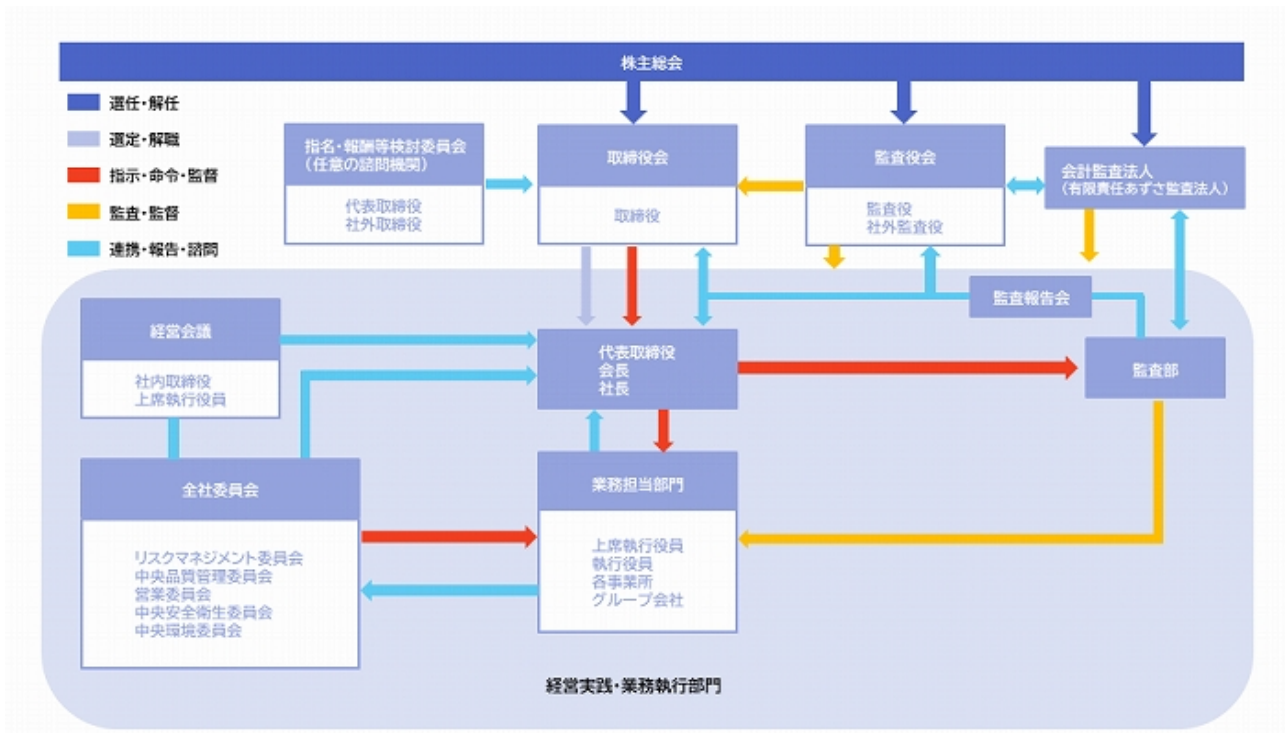 株主総会
選任・解任
選定・解職
指示・命令・監督
監査・監督
連携・報告・諮問
指名・報酬等検討委員会
（任意の諮問機関）
代表取締役
社外取締役
取締役会
取締役
監査役会
監査役
社外監査役
会計監査法人
（有限責任あずさ監査法人）
監査報告会
経営会議
社内取締役
上席執行役員
代表取締役
会長
社長
監査部
全社委員会
リスクマネジメント委員会
中央品質管理委員会
営業委員会
中央安全衛生委員会
中央環境委員会
業務担当部門
上席執行役員
執行役員
各事業所
グループ会社
経営実践・業務執行部門